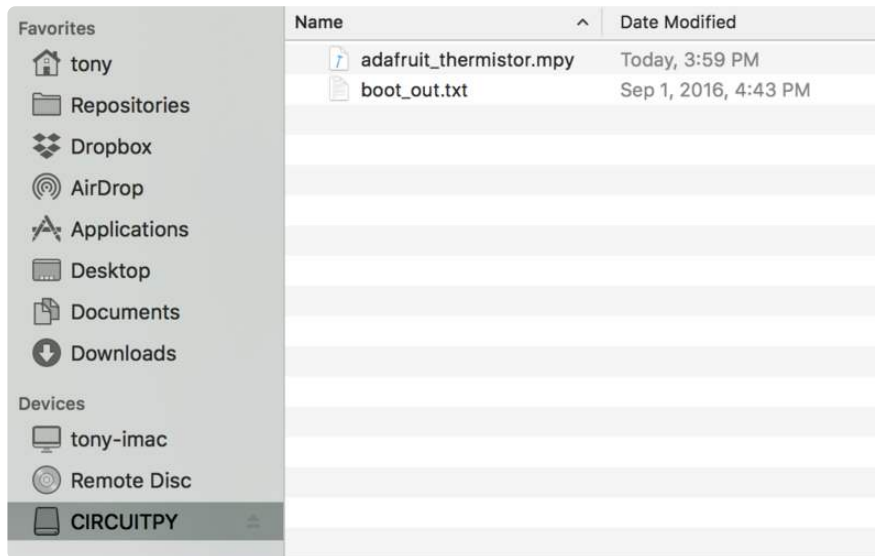 Favorites
tony
Repositories
Dropbox
AirDrop
Applications
Desktop
Documents
Downloads
Devices
tony-imac
Remote Disc
CIRCUITPY
Name Date Modified
adafruit_thermistor.mpy Today, 3:59 PM
boot_out.txt Sep 1, 2016, 4:43 PM